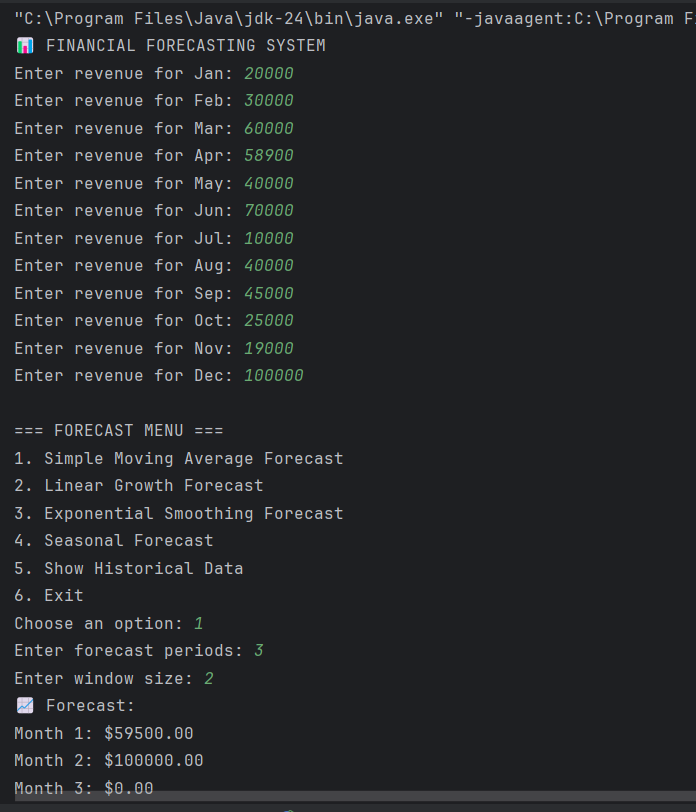 "C:\Program Files\Java\jdk-24\bin\java.exe" "-javaagent:C:\Program
📊 FINANCIAL FORECASTING SYSTEM
Enter revenue for Jan: 20000
Enter revenue for Feb: 30000
Enter revenue for Mar: 60000
Enter revenue for Apr: 58900
Enter revenue for May: 40000
Enter revenue for Jun: 70000
Enter revenue for Jul: 10000
Enter revenue for Aug: 40000
Enter revenue for Sep: 45000
Enter revenue for Oct: 25000
Enter revenue for Nov: 19000
Enter revenue for Dec: 100000
=== FORECAST MENU ===
1. Simple Moving Average Forecast
2. Linear Growth Forecast
3. Exponential Smoothing Forecast
4. Seasonal Forecast
5. Show Historical Data
6. Exit
Choose an option: 1
Enter forecast periods: 3
Enter window size: 2
📈 Forecast:
Month 1: $59500.00
Month 2: $100000.00
Month 3: $0.00